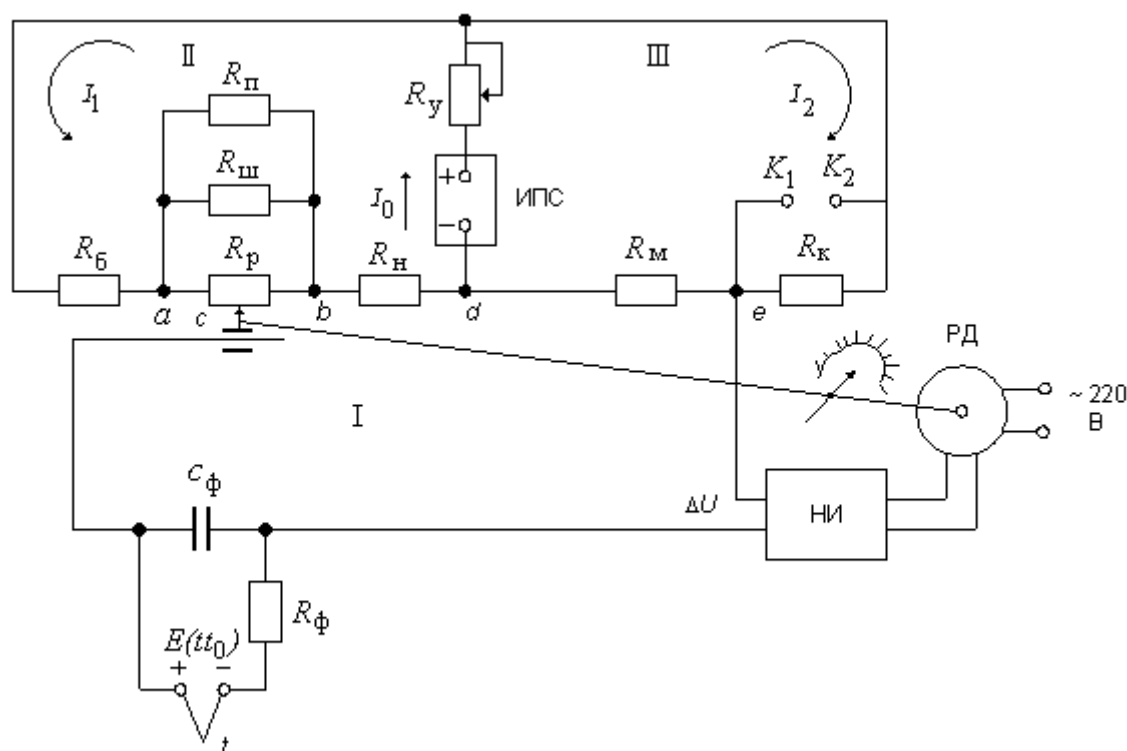 II
III
I₁
Rп
Rу
I₂
Rш
I₀
+
−
ИПС
K₁
K₂
Rб
Rр
Rн
Rм
Rк
a
c
b
d
e
РД
~ 220
В
I
Cф
ΔU
НИ
Rф
E(tt₀)
+
−
t